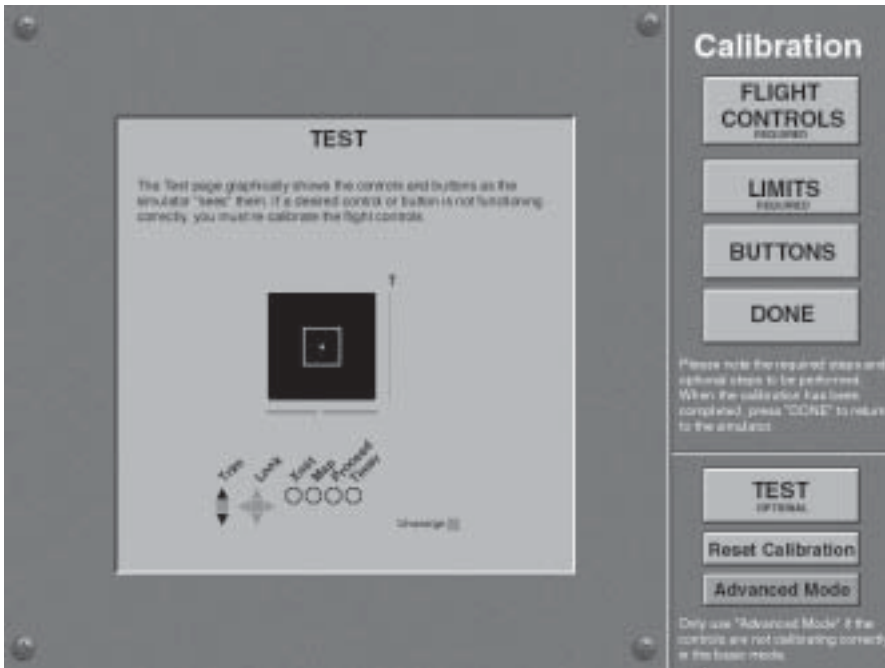 TEST
The Test page graphically shows the controls and buttons as the
simulator "sees" them. If a desired control or button is not functioning
correctly, you must re calibrate the flight controls.
T
Trim
Look
Map
Proceed
Calibration
FLIGHT
CONTROLS
REQUIRED
LIMITS
REQUIRED
BUTTONS
DONE
Please note the required steps and
optional steps to be performed.
When the calibration has been
completed, press "DONE" to return
to the simulator.
TEST
OPTIONAL
Reset Calibration
Advanced Mode
Only use "Advanced Mode" if the
controls are not calibrating correctly
in the basic mode.